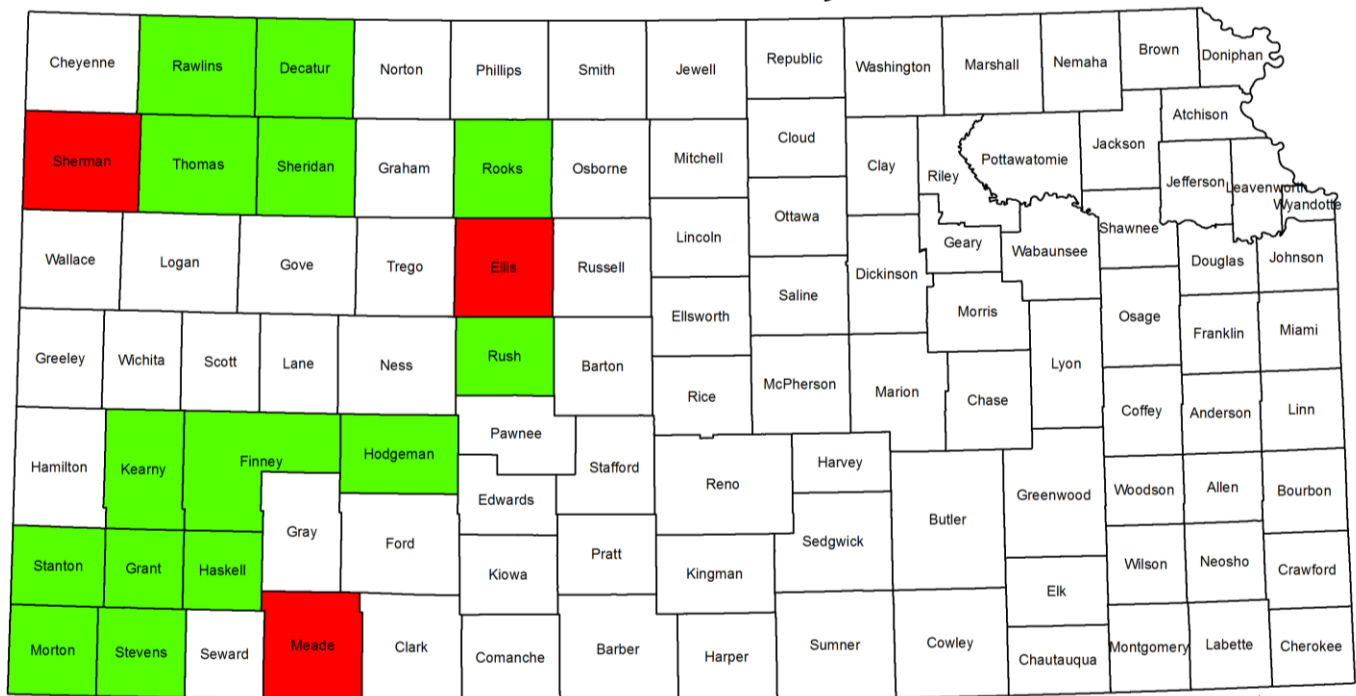 Cheyenne
Rawlins
Decatur
Norton
Phillips
Smith
Jewell
Republic
Washington
Marshall
Nemaha
Brown
Doniphan
Sherman
Thomas
Sheridan
Graham
Rooks
Osborne
Mitchell
Cloud
Clay
Riley
Pottawatomie
Jackson
Atchison
Jefferson
Leavenworth
Wyandotte
Wallace
Logan
Gove
Trego
Ellis
Russell
Lincoln
Ottawa
Saline
Dickinson
Geary
Wabaunsee
Shawnee
Douglas
Johnson
Greeley
Wichita
Scott
Lane
Ness
Rush
Barton
Ellsworth
Rice
McPherson
Marion
Morris
Chase
Lyon
Osage
Franklin
Miami
Hamilton
Kearny
Finney
Hodgeman
Pawnee
Stafford
Edwards
Reno
Harvey
Butler
Greenwood
Coffey
Anderson
Linn
Woodson
Allen
Bourbon
Stanton
Grant
Haskell
Gray
Ford
Kiowa
Pratt
Kingman
Sedgwick
Elk
Wilson
Neosho
Crawford
Morton
Stevens
Seward
Meade
Clark
Comanche
Barber
Harper
Sumner
Cowley
Chautauqua
Montgomery
Labette
Cherokee